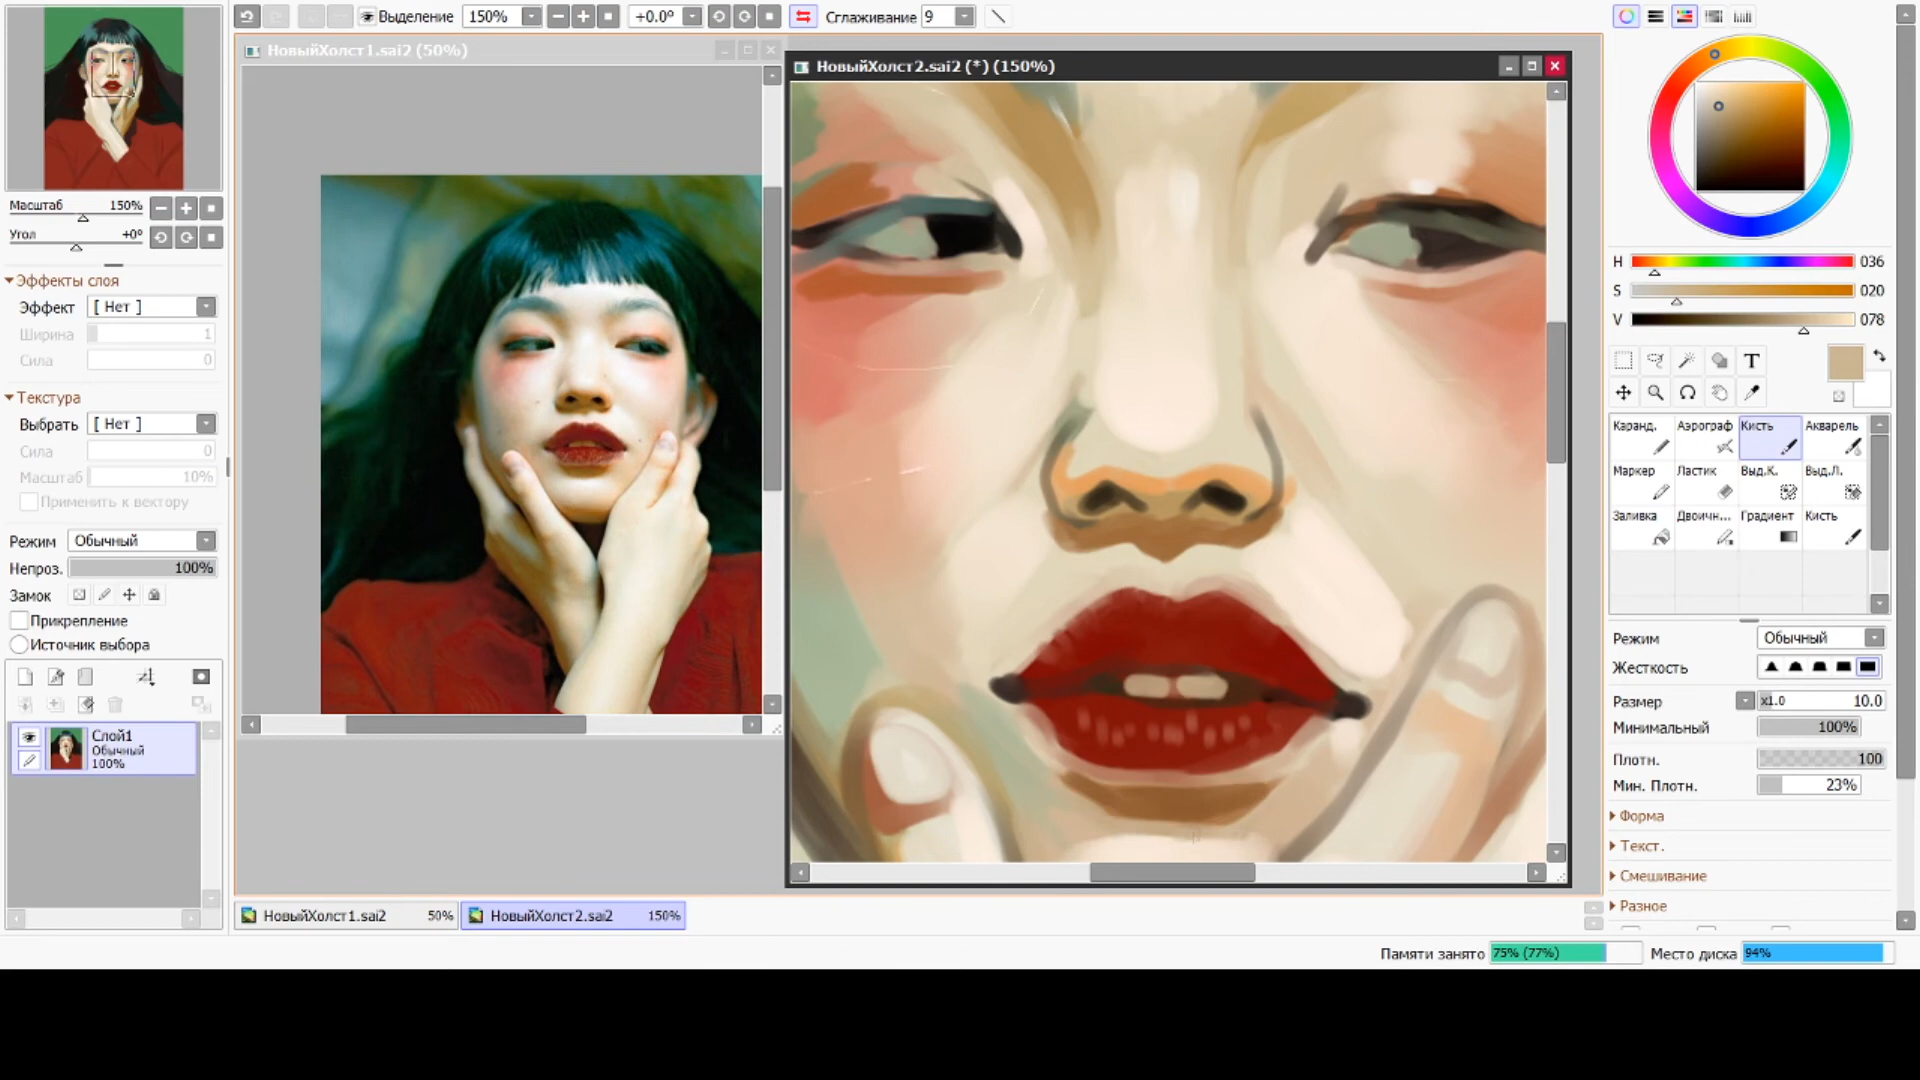 Выделение 150% +0.0° Сглаживание 9
НовыйХолст1.sai2 (50%)
НовыйХолст2.sai2 (*) (150%)
Масштаб 150%
Угол +0°
Эффекты слоя
Эффект [ Нет ]
Ширина 1
Сила 0
Текстура
Выбрать [ Нет ]
Сила 0
Масштаб 10%
Применить к вектору
Режим Обычный
Непроз. 100%
Замок
Прикрепление
Источник выбора
Слой1
Обычный
100%
H 036
S 020
V 078
T
Каранд. Аэрограф Кисть Акварель
Маркер Ластик Выд.К. Выд.Л.
Заливка Двоичн... Градиент Кисть
Режим Обычный
Жесткость
Размер x1.0 10.0
Минимальный 100%
Плотн. 100
Мин. Плотн. 23%
Форма
Текст.
Смешивание
Разное
НовыйХолст1.sai2 50% НовыйХолст2.sai2 150%
Памяти занято 75% (77%) Место диска 94%